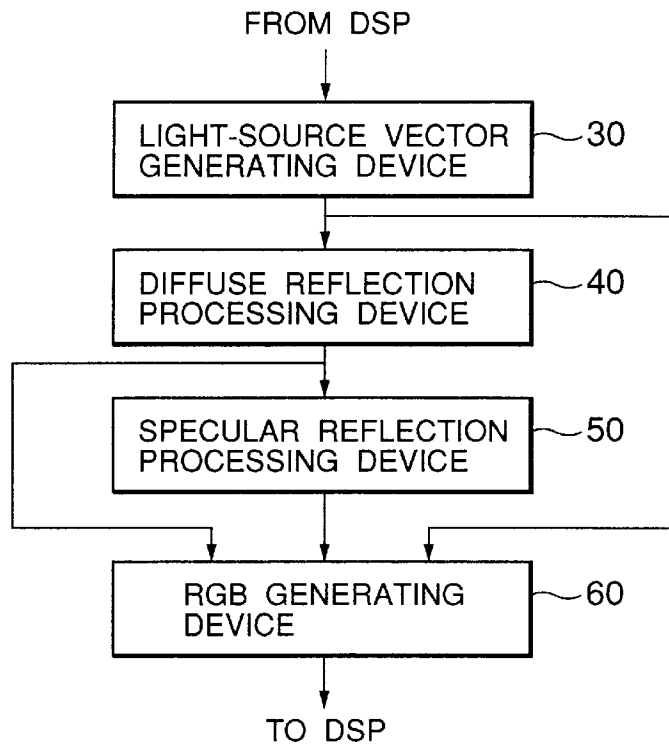 FROM DSP
LIGHT-SOURCE VECTOR
GENERATING DEVICE
30
DIFFUSE REFLECTION
PROCESSING DEVICE
40
SPECULAR REFLECTION
PROCESSING DEVICE
50
RGB GENERATING
DEVICE
60
TO DSP